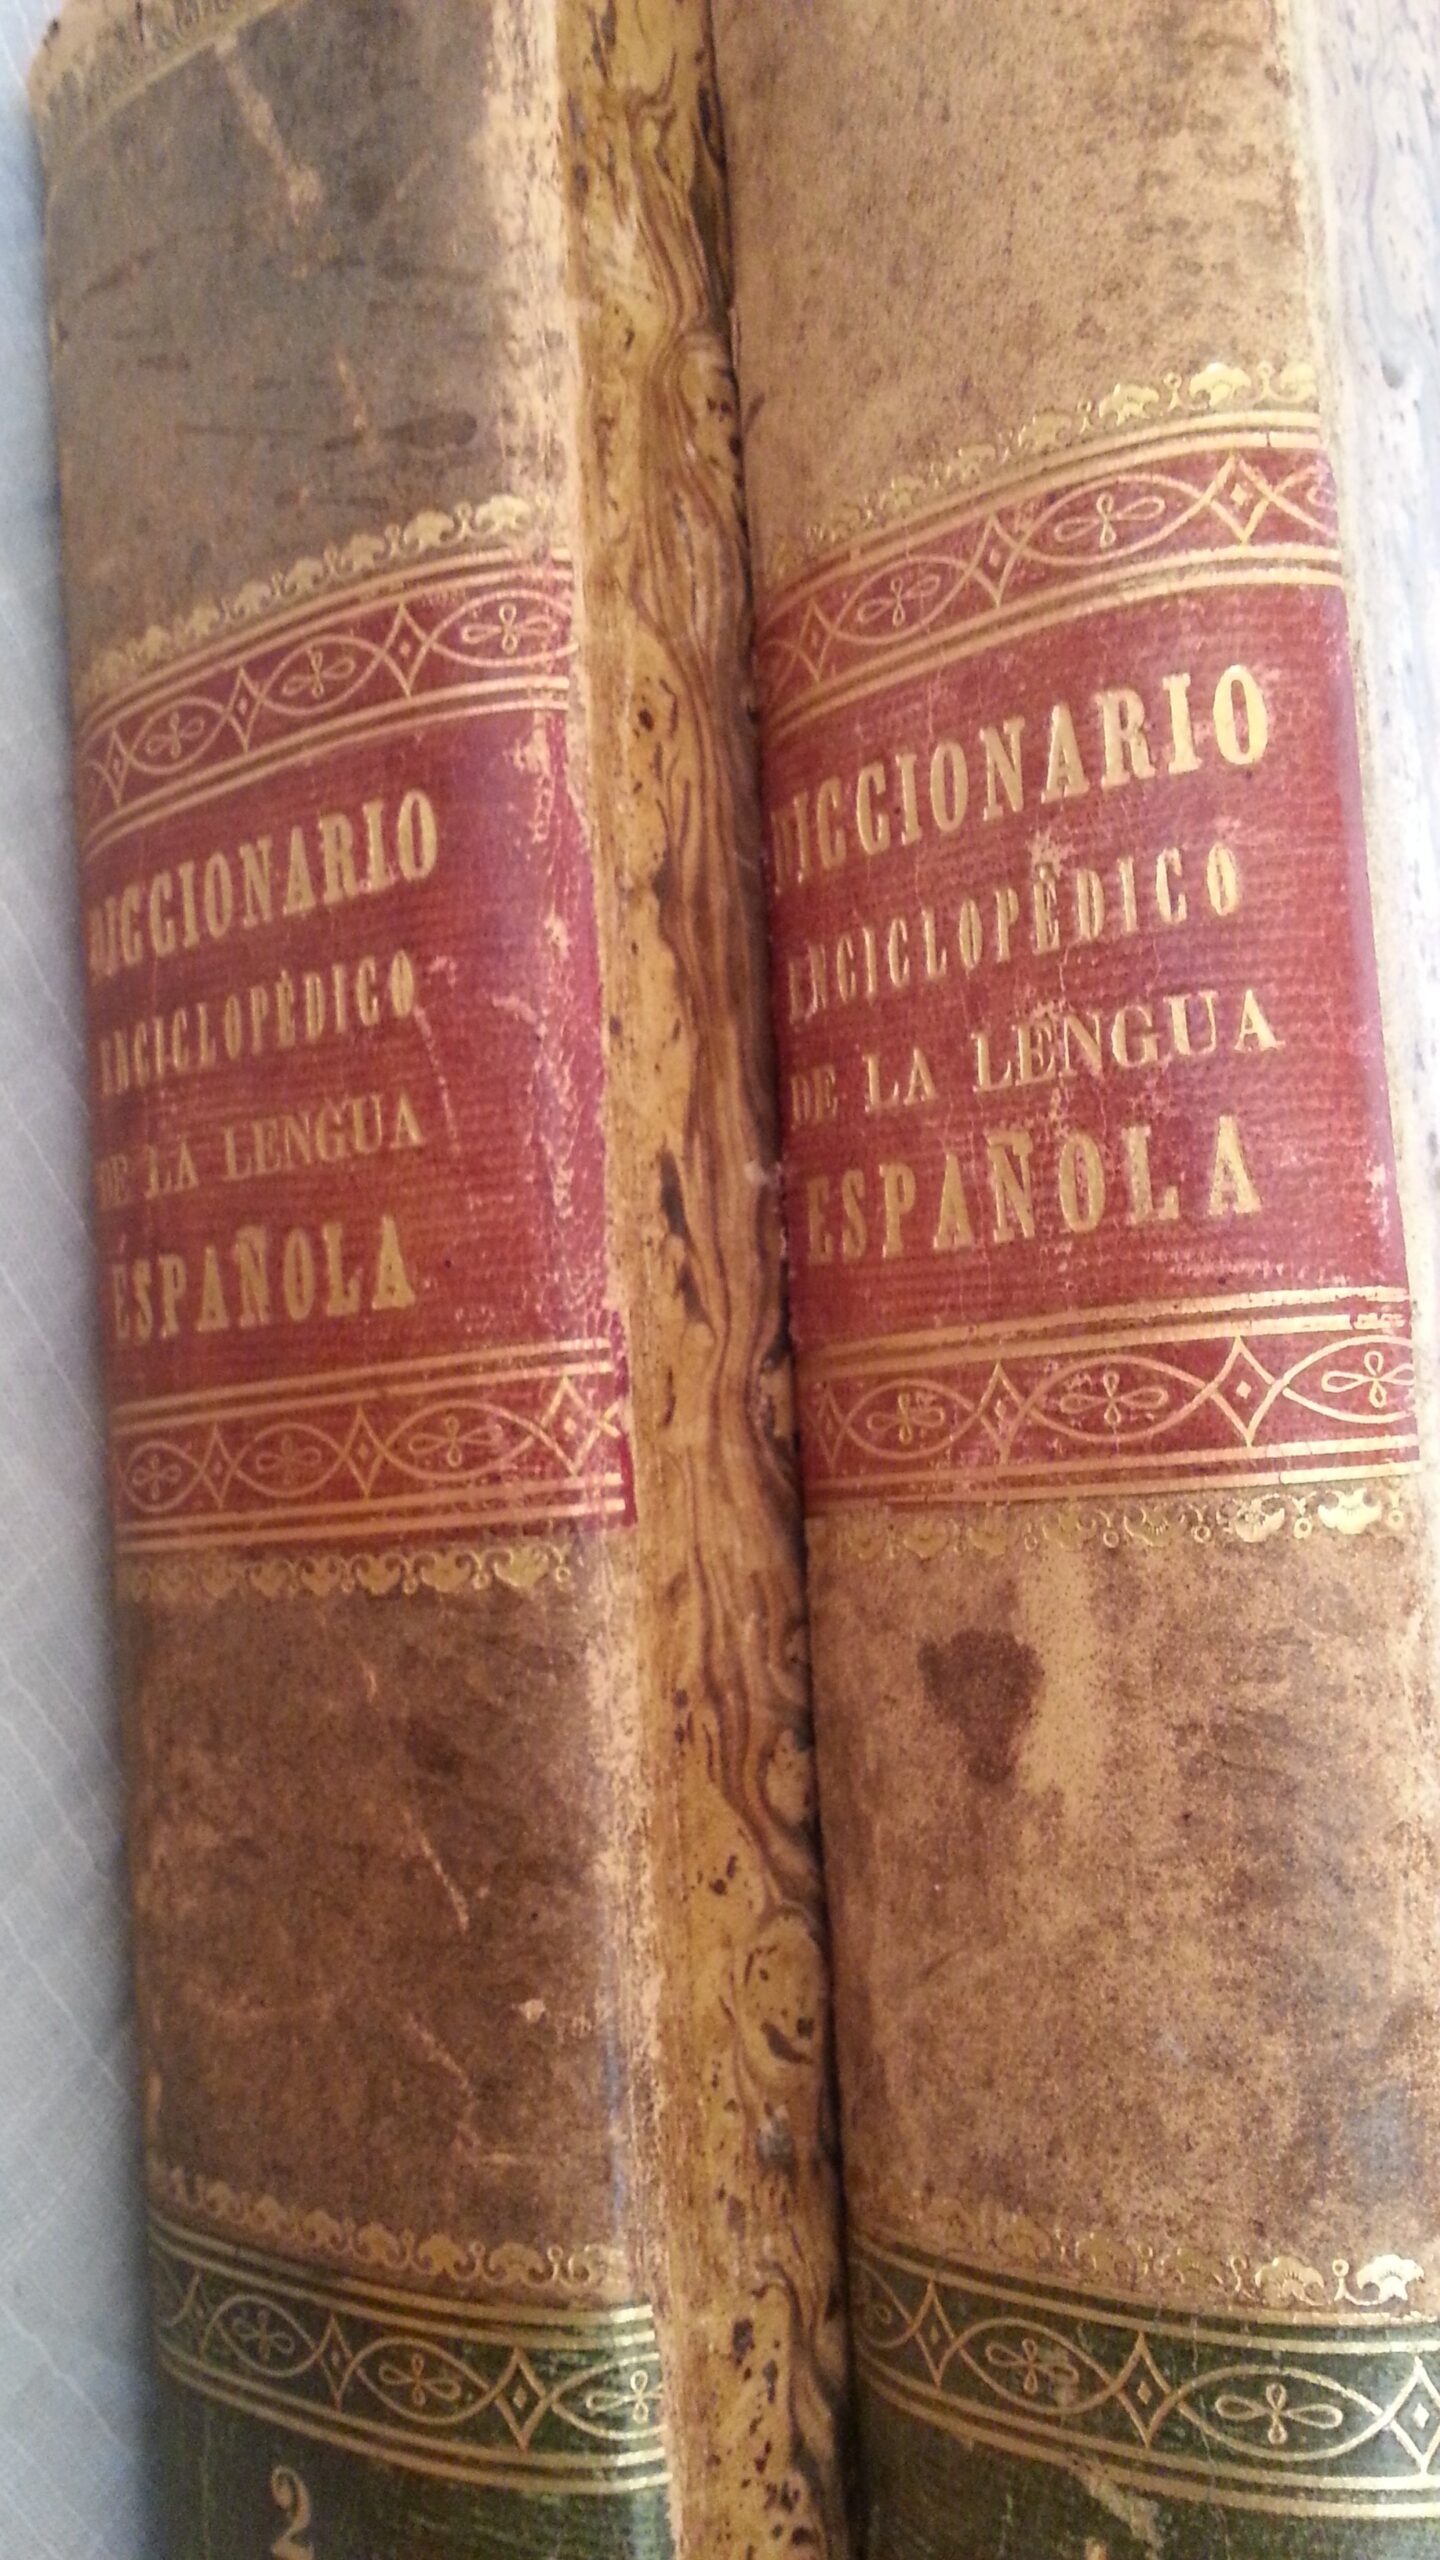 DICCIONARIO
ENCICLOPÉDICO
DE LA LENGUA
ESPAÑOLA
2
DICCIONARIO
ENCICLOPÉDICO
DE LA LENGUA
ESPAÑOLA